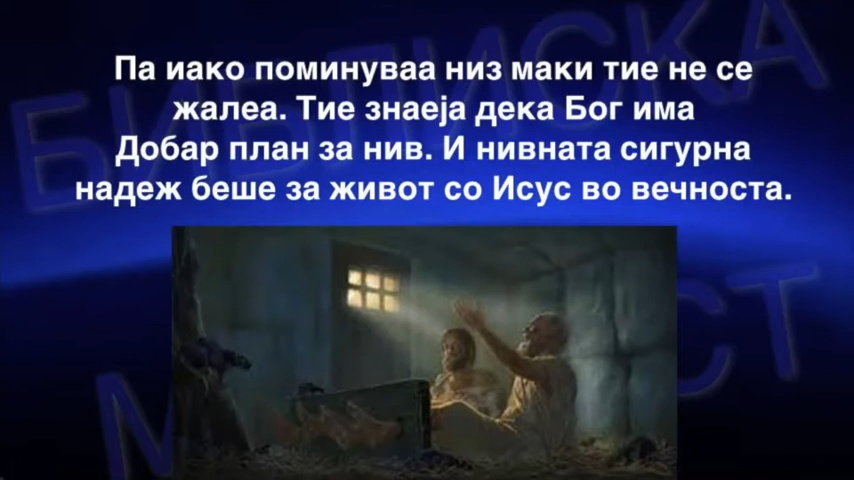 Па иако поминуваа низ маки тие не се
жалеа. Тие знаеја дека Бог има
Добар план за нив. И нивната сигурна
надеж беше за живот со Исус во вечноста.
БИБЛИСКА